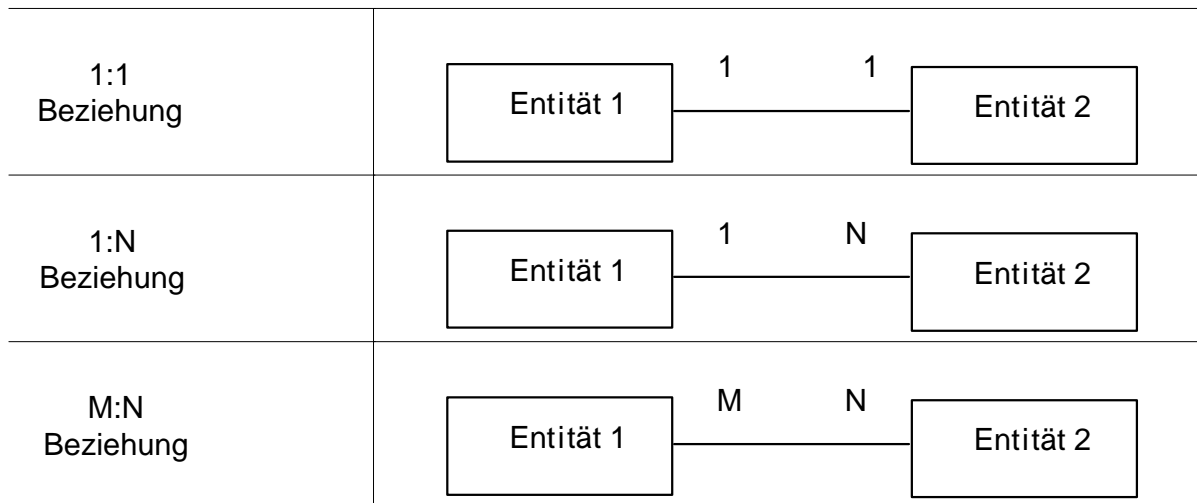 1:1
Beziehung
1 1
Entität 1
Entität 2
1:N
Beziehung
1 N
Entität 1
Entität 2
M:N
Beziehung
M N
Entität 1
Entität 2